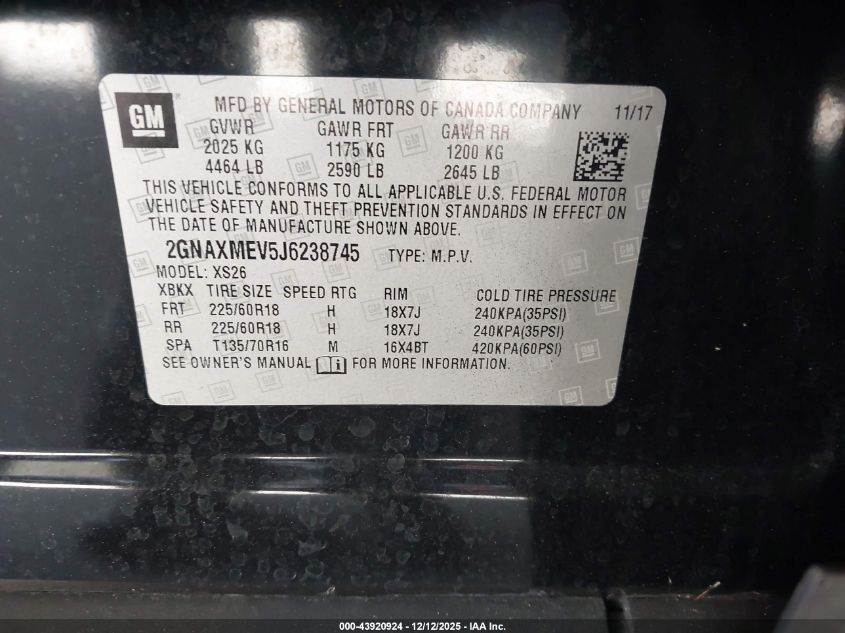 GM
MFD BY GENERAL MOTORS OF CANADA COMPANY 11/17
GVWR GAWR FRT GAWR RR
2025 KG 1175 KG 1200 KG
4464 LB 2590 LB 2645 LB
THIS VEHICLE CONFORMS TO ALL APPLICABLE U.S. FEDERAL MOTOR
VEHICLE SAFETY AND THEFT PREVENTION STANDARDS IN EFFECT ON
THE DATE OF MANUFACTURE SHOWN ABOVE.
2GNAXMEV5J6238745 TYPE: M.P.V.
MODEL: XS26
XBKX TIRE SIZE SPEED RTG RIM COLD TIRE PRESSURE
FRT 225/60R18 H 18X7J 240KPA(35PSI)
RR 225/60R18 H 18X7J 240KPA(35PSI)
SPA T135/70R16 M 16X4BT 420KPA(60PSI)
SEE OWNER'S MANUAL FOR MORE INFORMATION.
000-43920924 - 12/12/2025 - IAA Inc.